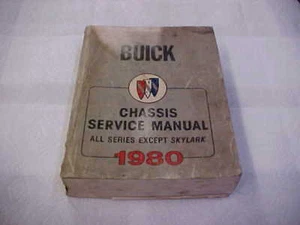 BUICK
CHASSIS
SERVICE MANUAL
ALL SERIES EXCEPT SKYLARK
1980